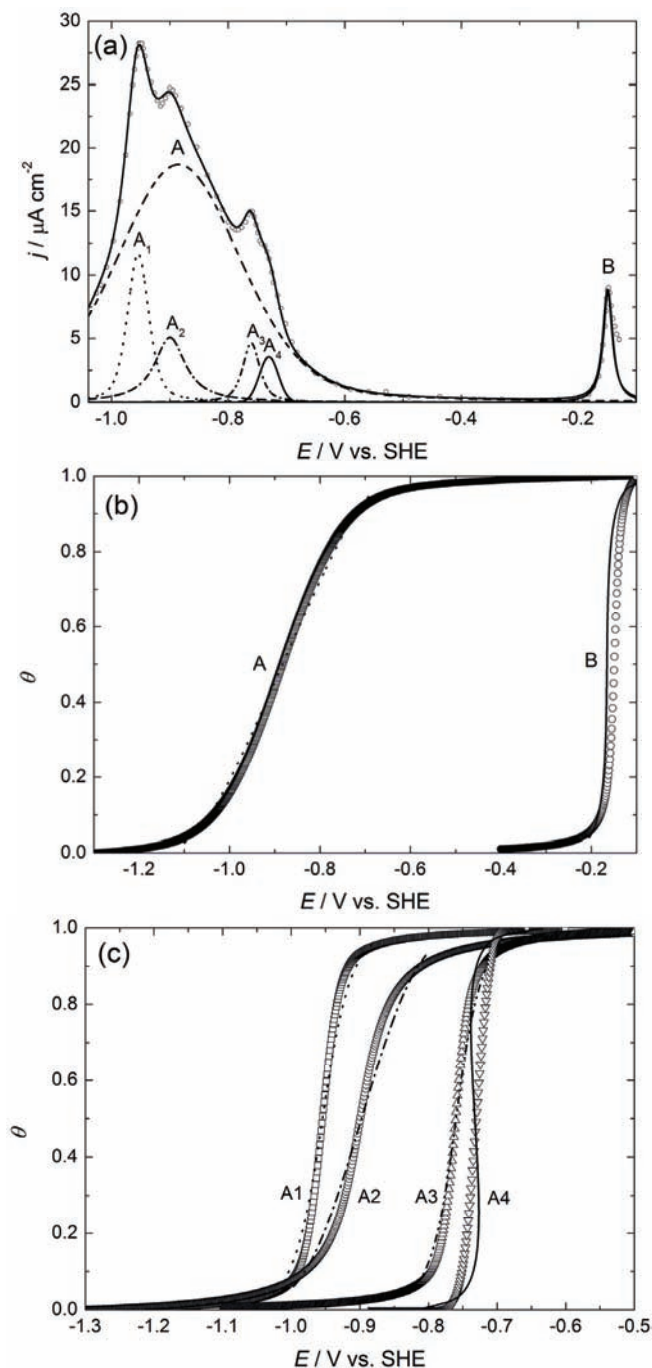 (a)
30
25
20
15
10
5
0
j / μA cm⁻²
A
A₁
A₂
A₃
A₄
B
-1.0
-0.8
-0.6
-0.4
-0.2
E / V vs. SHE
(b)
1.0
0.8
0.6
0.4
0.2
0.0
θ
A
B
-1.2
-1.0
-0.8
-0.6
-0.4
-0.2
E / V vs. SHE
(c)
1.0
0.8
0.6
0.4
0.2
0.0
θ
A1
A2
A3
A4
-1.3
-1.2
-1.1
-1.0
-0.9
-0.8
-0.7
-0.6
-0.5
E / V vs. SHE